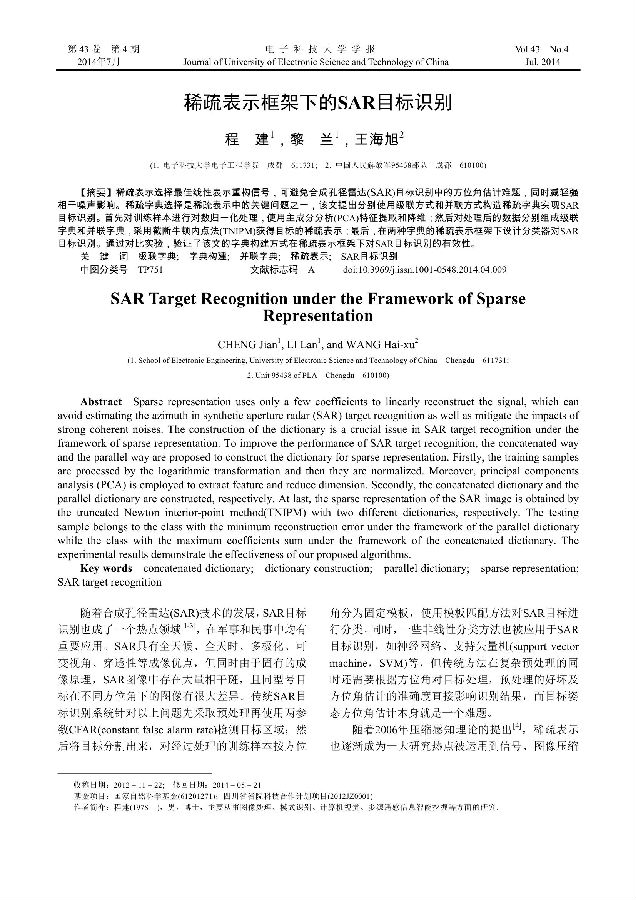 第 43 卷 第 4 期
电 子 科 技 大 学 学 报
Vol.43 No.4
2014年7月
Journal of University of Electronic Science and Technology of China
Jul. 2014
稀疏表示框架下的SAR目标识别
程 建1，黎 兰1，王海旭2
(1. 电子科技大学电子工程学院 成都 611731; 2. 中国人民解放军95438部队 成都 610100)
【摘要】稀疏表示选择最佳线性表示重构信号，可避免合成孔径雷达(SAR)目标识别中的方位角估计难题，同时减轻强
相干噪声影响。稀疏字典选择是稀疏表示中的关键问题之一，该文提出分别使用级联方式和并联方式构造稀疏字典实现SAR
目标识别。首先对训练样本进行对数归一化处理，使用主成分分析(PCA)特征提取和降维；然后对处理后的数据分别组成级联
字典和并联字典，采用截断牛顿内点法(TNIPM)获得目标的稀疏表示；最后，在两种字典的稀疏表示框架下设计分类器对SAR
目标识别。通过对比实验，验证了该文的字典构建方式在稀疏表示框架下对SAR目标识别的有效性。
关 键 词 级联字典; 字典构建; 并联字典; 稀疏表示; SAR目标识别
中图分类号 TP751 文献标志码 A doi:10.3969/j.issn.1001-0548.2014.04.009
SAR Target Recognition under the Framework of Sparse
Representation
CHENG Jian1, LI Lan1, and WANG Hai-xu2
(1. School of Electronic Engineering, University of Electronic Science and Technology of China Chengdu 611731;
2. Unit 95438 of PLA Chengdu 610100)
Abstract Sparse representation uses only a few coefficients to linearly reconstruct the signal, which can
avoid estimating the azimuth in synthetic aperture radar (SAR) target recognition as well as mitigate the impacts of
strong coherent noises. The construction of the dictionary is a crucial issue in SAR target recognition under the
framework of sparse representation. To improve the performance of SAR target recognition, the concatenated way
and the parallel way are proposed to construct the dictionary for sparse representation. Firstly, the training samples
are processed by the logarithmic transformation and then they are normalized. Moreover, principal components
analysis (PCA) is employed to extract feature and reduce dimension. Secondly, the concatenated dictionary and the
parallel dictionary are constructed, respectively. At last, the sparse representation of the SAR image is obtained by
the truncated Newton interior-point method(TNIPM) with two different dictionaries, respectively. The testing
sample belongs to the class with the minimum reconstruction error under the framework of the parallel dictionary
while the class with the maximum coefficients sum under the framework of the concatenated dictionary. The
experimental results demonstrate the effectiveness of our proposed algorithms.
Key words concatenated dictionary; dictionary construction; parallel dictionary; sparse representation;
SAR target recognition
随着合成孔径雷达(SAR)技术的发展，SAR目标
识别也成了一个热点领域[1-3]，在军事和民事中均有
重要应用。SAR具有全天候、全天时、多极化、可
变视角、穿透性等成像优点，但同时由于固有的成
像原理，SAR图像中存在大量相干斑，且同型号目
标在不同方位角下的图像有很大差异。传统SAR目
标识别系统针对以上问题先采取预处理再使用两参
数CFAR(constant false alarm rate)检测目标区域，然
后将目标分割出来，对经过处理的训练样本按方位
角分为固定模板，使用模板匹配方法对SAR目标进
行分类。同时，一些非线性分类方法也被应用于SAR
目标识别，如神经网络、支持矢量机(support vector
machine，SVM)等，但传统方法在复杂预处理的同
时还需要根据方位角对目标处理，预处理的好坏及
方位角估计的准确度直接影响识别结果，而目标姿
态方位角估计本身就是一个难题。
随着2006年压缩感知理论的提出[4]，稀疏表示
也逐渐成为一大研究热点被运用到信号、图像压缩
收稿日期：2012-11-22；修回日期：2014-05-21
基金项目：国家自然科学基金(61201271)；四川省省院科技合作计划项目(2012JZ0001)
作者简介：程建(1978-)，男，博士，主要从事图像处理、模式识别、计算机视觉、